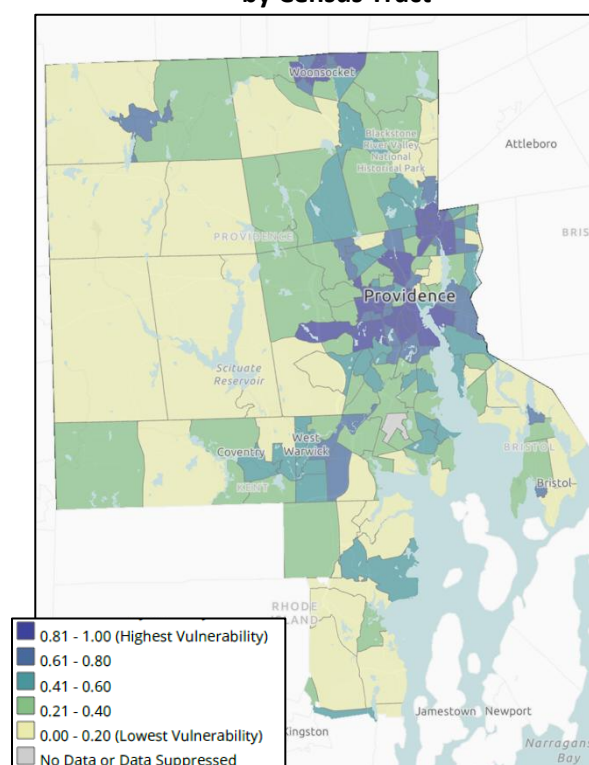 by Census Tract
Woonsocket
Blackstone
River Valley
National
Historical Park
Attleboro
PROVIDENCE
BRIS
Providence
Scituate
Reservoir
West
Warwick
Coventry
BRISTOL
KENT
Bristol
RHODE
ISLAND
0.81 - 1.00 (Highest Vulnerability)
0.61 - 0.80
0.41 - 0.60
0.21 - 0.40
0.00 - 0.20 (Lowest Vulnerability)
No Data or Data Suppressed
Jamestown
Newport
Kingston
Narragans
Bay